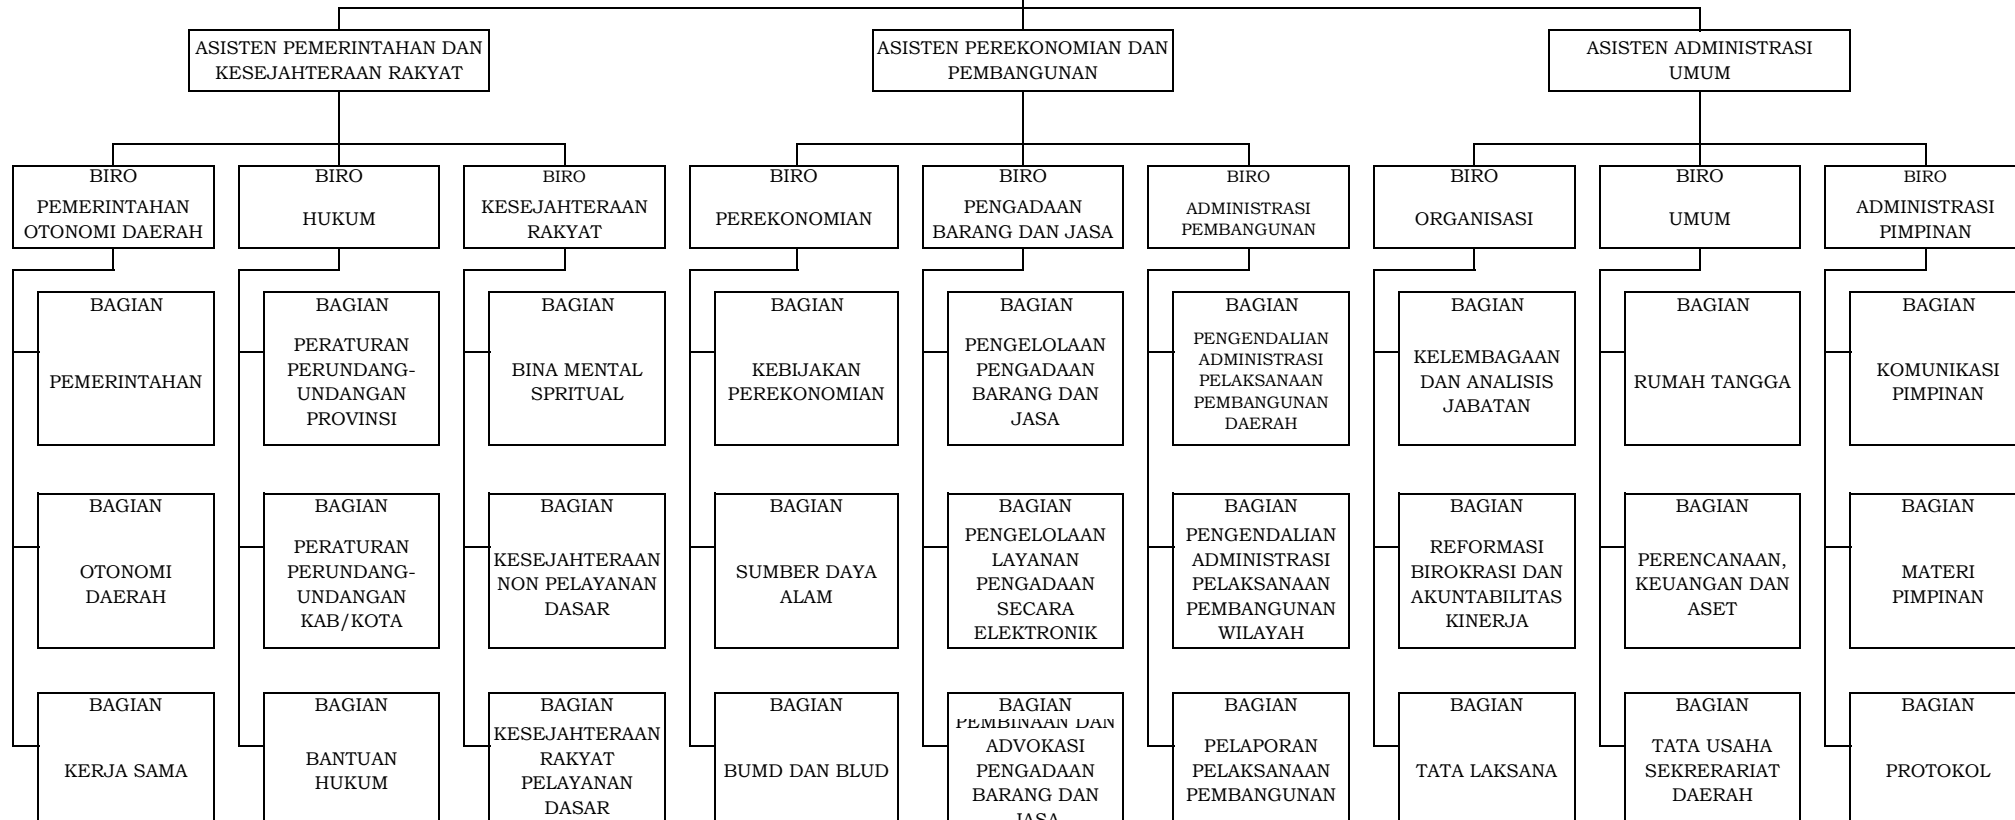 ASISTEN PEMERINTAHAN DAN
KESEJAHTERAAN RAKYAT
ASISTEN PEREKONOMIAN DAN
PEMBANGUNAN
ASISTEN ADMINISTRASI
UMUM
BIRO
PEMERINTAHAN
OTONOMI DAERAH
BIRO
HUKUM
BIRO
KESEJAHTERAAN
RAKYAT
BIRO
PEREKONOMIAN
BIRO
PENGADAAN
BARANG DAN JASA
BIRO
ADMINISTRASI
PEMBANGUNAN
BIRO
ORGANISASI
BIRO
UMUM
BIRO
ADMINISTRASI
PIMPINAN
BAGIAN
PEMERINTAHAN
BAGIAN
PERATURAN
PERUNDANG-
UNDANGAN
PROVINSI
BAGIAN
BINA MENTAL
SPRITUAL
BAGIAN
KEBIJAKAN
PEREKONOMIAN
BAGIAN
PENGELOLAAN
PENGADAAN
BARANG DAN
JASA
BAGIAN
PENGENDALIAN
ADMINISTRASI
PELAKSANAAN
PEMBANGUNAN
DAERAH
BAGIAN
KELEMBAGAAN
DAN ANALISIS
JABATAN
BAGIAN
RUMAH TANGGA
BAGIAN
KOMUNIKASI
PIMPINAN
BAGIAN
OTONOMI
DAERAH
BAGIAN
PERATURAN
PERUNDANG-
UNDANGAN
KAB/KOTA
BAGIAN
KESEJAHTERAAN
NON PELAYANAN
DASAR
BAGIAN
SUMBER DAYA
ALAM
BAGIAN
PENGELOLAAN
LAYANAN
PENGADAAN
SECARA
ELEKTRONIK
BAGIAN
PENGENDALIAN
ADMINISTRASI
PELAKSANAAN
PEMBANGUNAN
WILAYAH
BAGIAN
REFORMASI
BIROKRASI DAN
AKUNTABILITAS
KINERJA
BAGIAN
PERENCANAAN,
KEUANGAN DAN
ASET
BAGIAN
MATERI
PIMPINAN
BAGIAN
KERJA SAMA
BAGIAN
BANTUAN
HUKUM
BAGIAN
KESEJAHTERAAN
RAKYAT
PELAYANAN
DASAR
BAGIAN
BUMD DAN BLUD
BAGIAN
PEMBINAAN DAN
ADVOKASI
PENGADAAN
BARANG DAN
JASA
BAGIAN
PELAPORAN
PELAKSANAAN
PEMBANGUNAN
BAGIAN
TATA LAKSANA
BAGIAN
TATA USAHA
SEKRERARIAT
DAERAH
BAGIAN
PROTOKOL